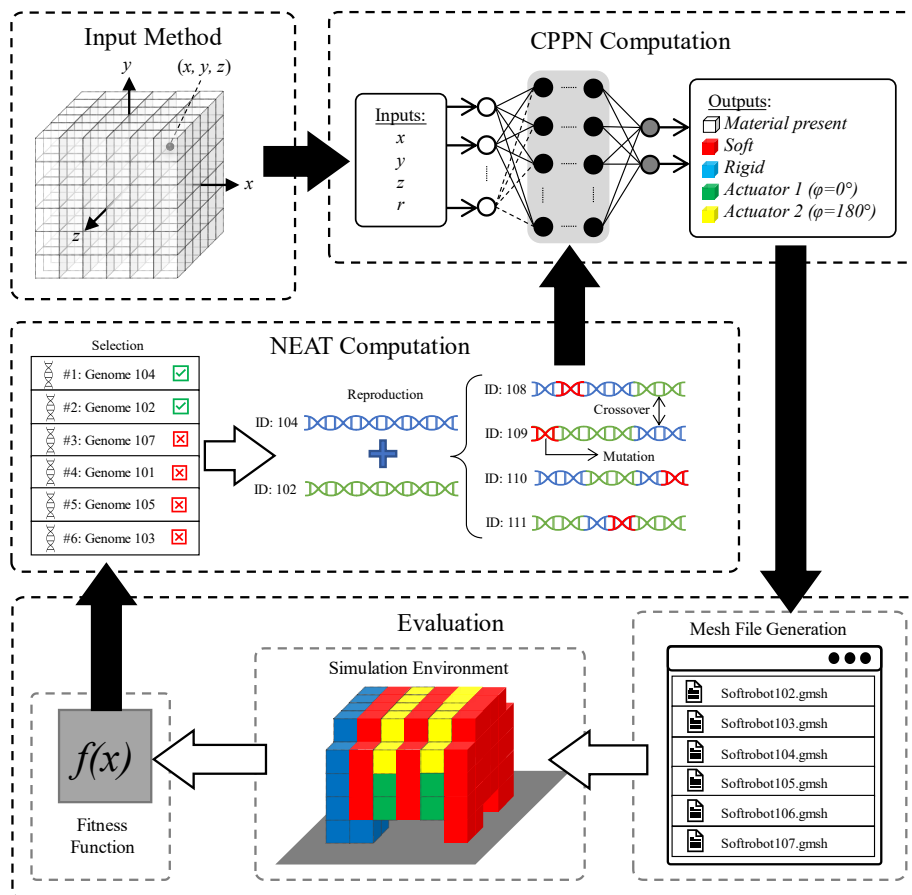 Input Method
y
(x, y, z)
x
z
CPPN Computation
Inputs:
x
y
z
r
Outputs:
Material present
Soft
Rigid
Actuator 1 (φ=0°)
Actuator 2 (φ=180°)
NEAT Computation
Selection
#1: Genome 104
#2: Genome 102
#3: Genome 107
#4: Genome 101
#5: Genome 105
#6: Genome 103
Reproduction
ID: 104
ID: 102
ID: 108
Crossover
ID: 109
Mutation
ID: 110
ID: 111
Evaluation
Mesh File Generation
Softrobot102.gmsh
Softrobot103.gmsh
Softrobot104.gmsh
Softrobot105.gmsh
Softrobot106.gmsh
Softrobot107.gmsh
Simulation Environment
f(x)
Fitness
Function